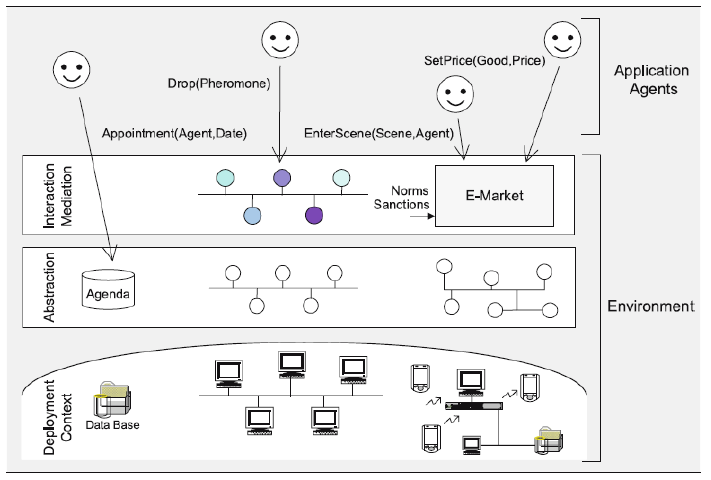 SetPrice(Good,Price)
Application
Agents
Drop(Pheromone)
Appointment(Agent,Date)
EnterScene(Scene,Agent)
Interaction
Mediation
Norms
Sanctions
E-Market
Abstraction
Agenda
Environment
Deployment
Context
Data Base